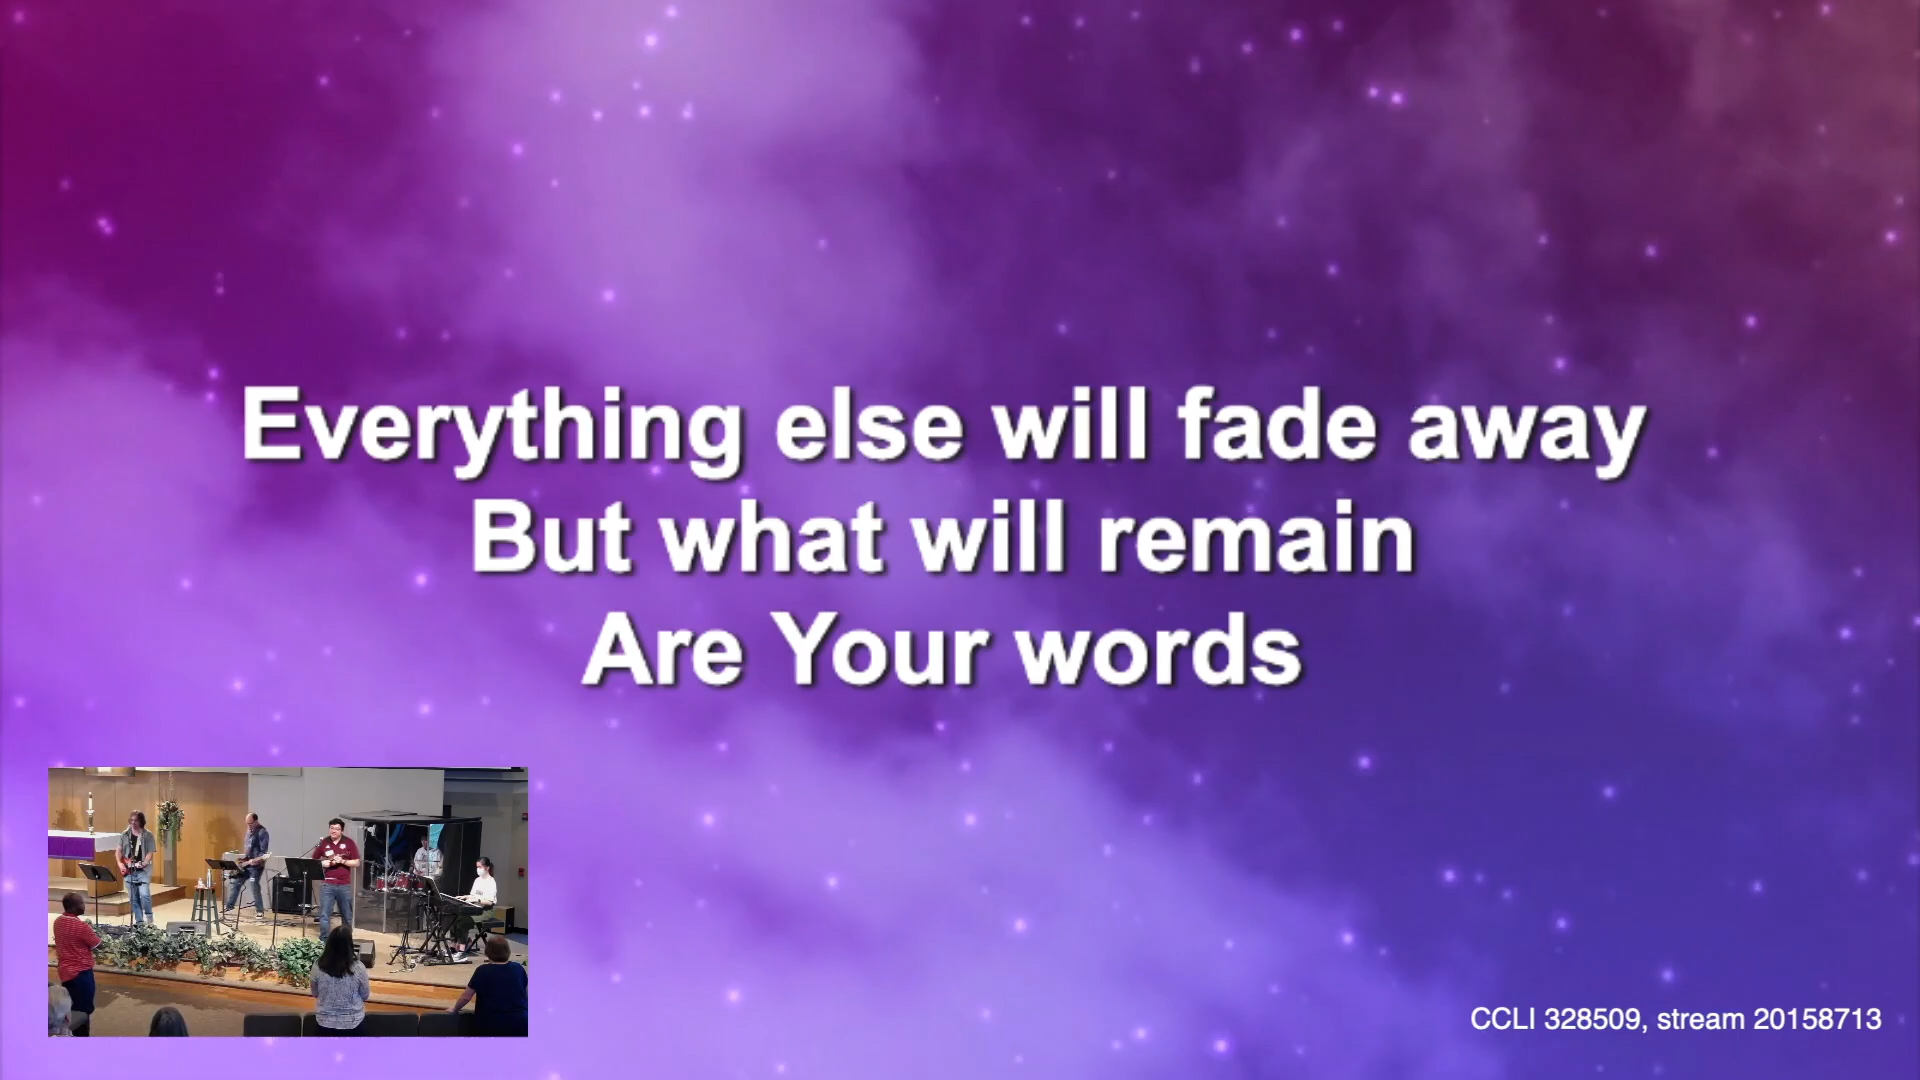 Everything else will fade away
But what will remain
Are Your words
CCLI 328509, stream 20158713